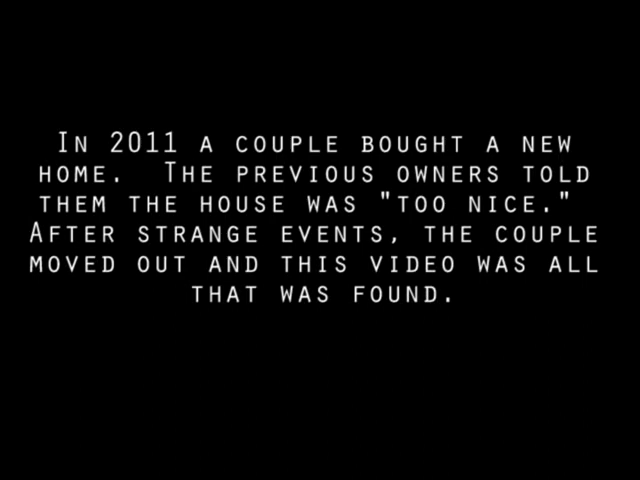 In 2011 a couple bought a new
home.  The previous owners told
them the house was "too nice."
After strange events, the couple
moved out and this video was all
that was found.